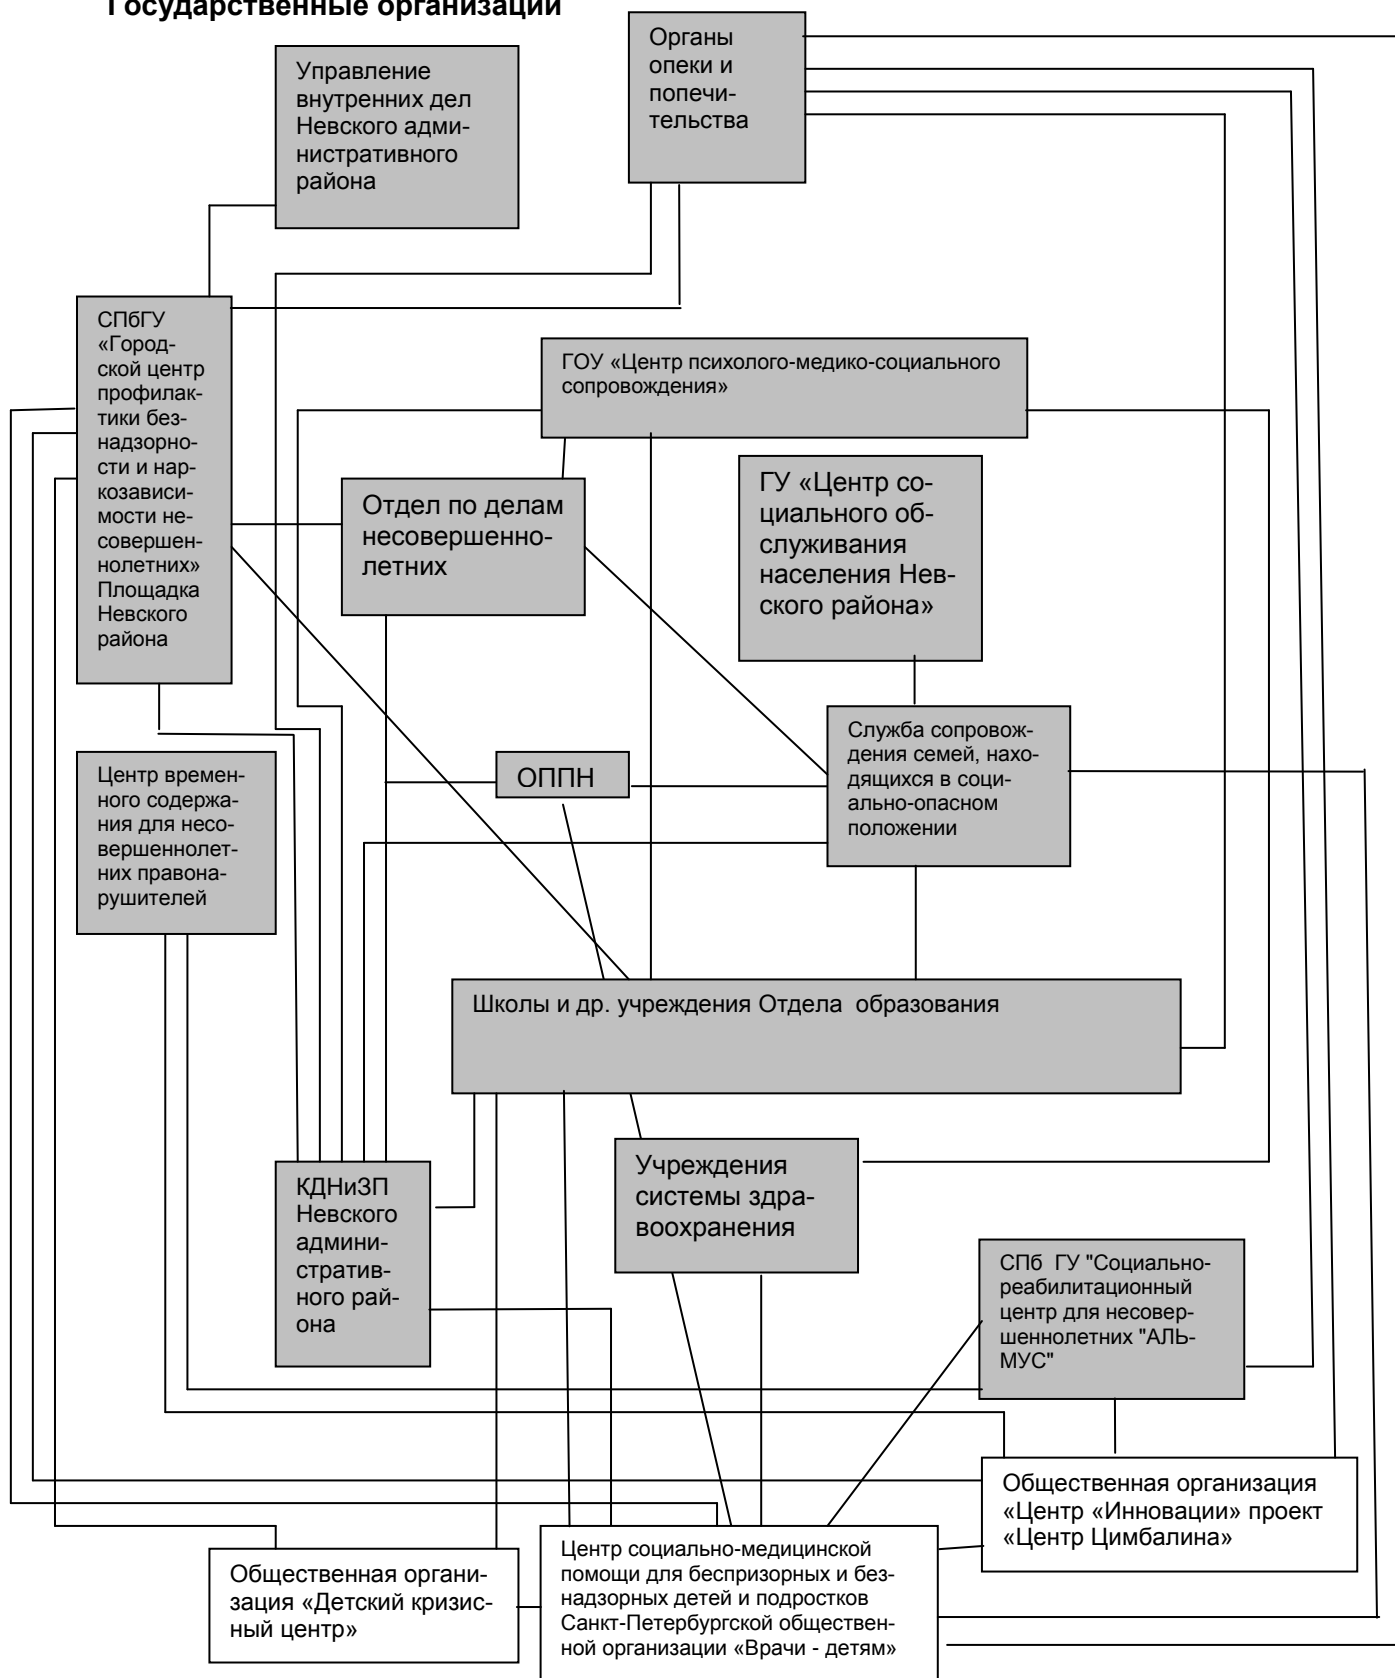 Государственные организации
Органы
опеки и
попечи-
тельства
Управление
внутренних дел
Невского адми-
нистративного
района
СПбГУ
«Город-
ской центр
профилак-
тики без-
надзорно-
сти и нар-
козависи-
мости не-
совершен-
нолетних»
Площадка
Невского
района
ГОУ «Центр психолого-медико-социального
сопровождения»
Отдел по делам
несовершенно-
летних
ГУ «Центр со-
циального об-
служивания
населения Нев-
ского района»
Служба сопровож-
дения семей, нахо-
дящихся в соци-
ально-опасном
положении
ОППН
Центр времен-
ного содержа-
ния для несо-
вершеннолет-
них правона-
рушителей
Школы и др. учреждения Отдела  образования
Учреждения
системы здра-
воохранения
КДНиЗП
Невского
админи-
стратив-
ного рай-
она
СПб  ГУ "Социально-
реабилитационный
центр для несовер-
шеннолетних "АЛЬ-
МУС"
Общественная организация
«Центр «Инновации» проект
«Центр Цимбалина»
Общественная органи-
зация «Детский кризис-
ный центр»
Центр социально-медицинской
помощи для беспризорных и без-
надзорных детей и подростков
Санкт-Петербургской обществен-
ной организации «Врачи - детям»